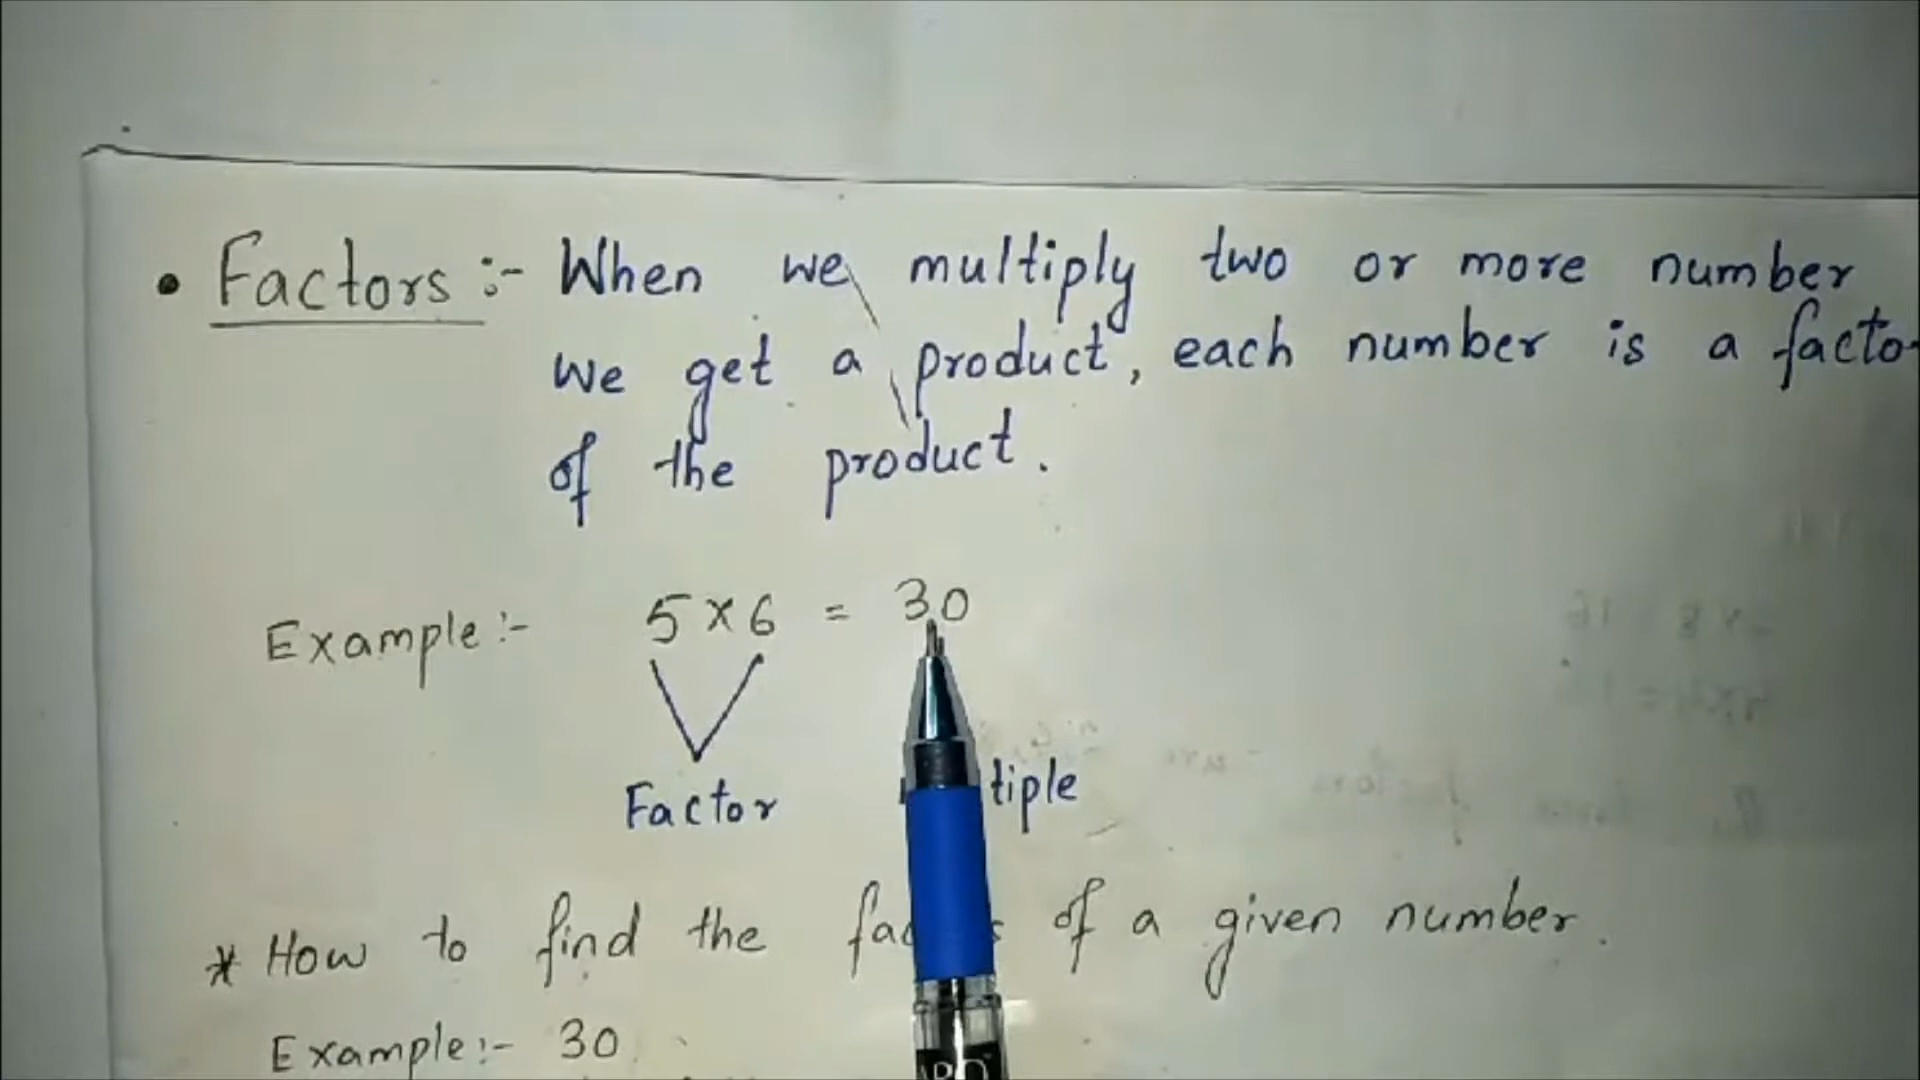 • Factors :- When we multiply two or more number
we get a product, each number is a facto
of the product.
Example :- 5 × 6 = 30
Factor tiple
* How to find the fac of a given number.
Example :- 30